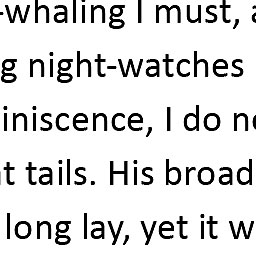 -whaling I must, a
g night-watches
iniscence, I do n
t tails. His broad
long lay, yet it w